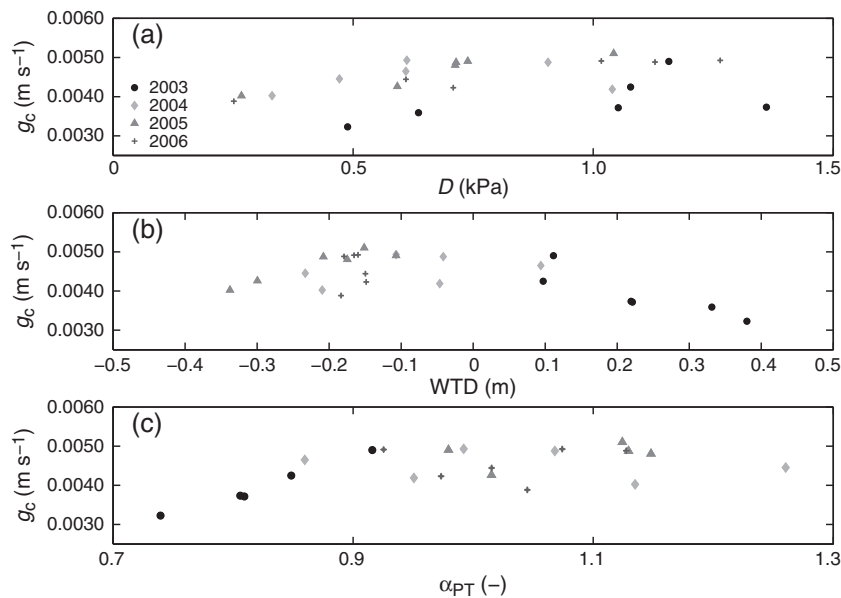 0.0060
(a)
0.0050
0.0040
0.0030
g_c (m s⁻¹)
2003
2004
2005
2006
0
0.5
1.0
1.5
D (kPa)
0.0060
(b)
0.0050
0.0040
0.0030
g_c (m s⁻¹)
−0.5 −0.4 −0.3 −0.2 −0.1 0 0.1 0.2 0.3 0.4 0.5
WTD (m)
0.0060
(c)
0.0050
0.0040
0.0030
g_c (m s⁻¹)
0.7 0.9 1.1 1.3
α_PT (–)